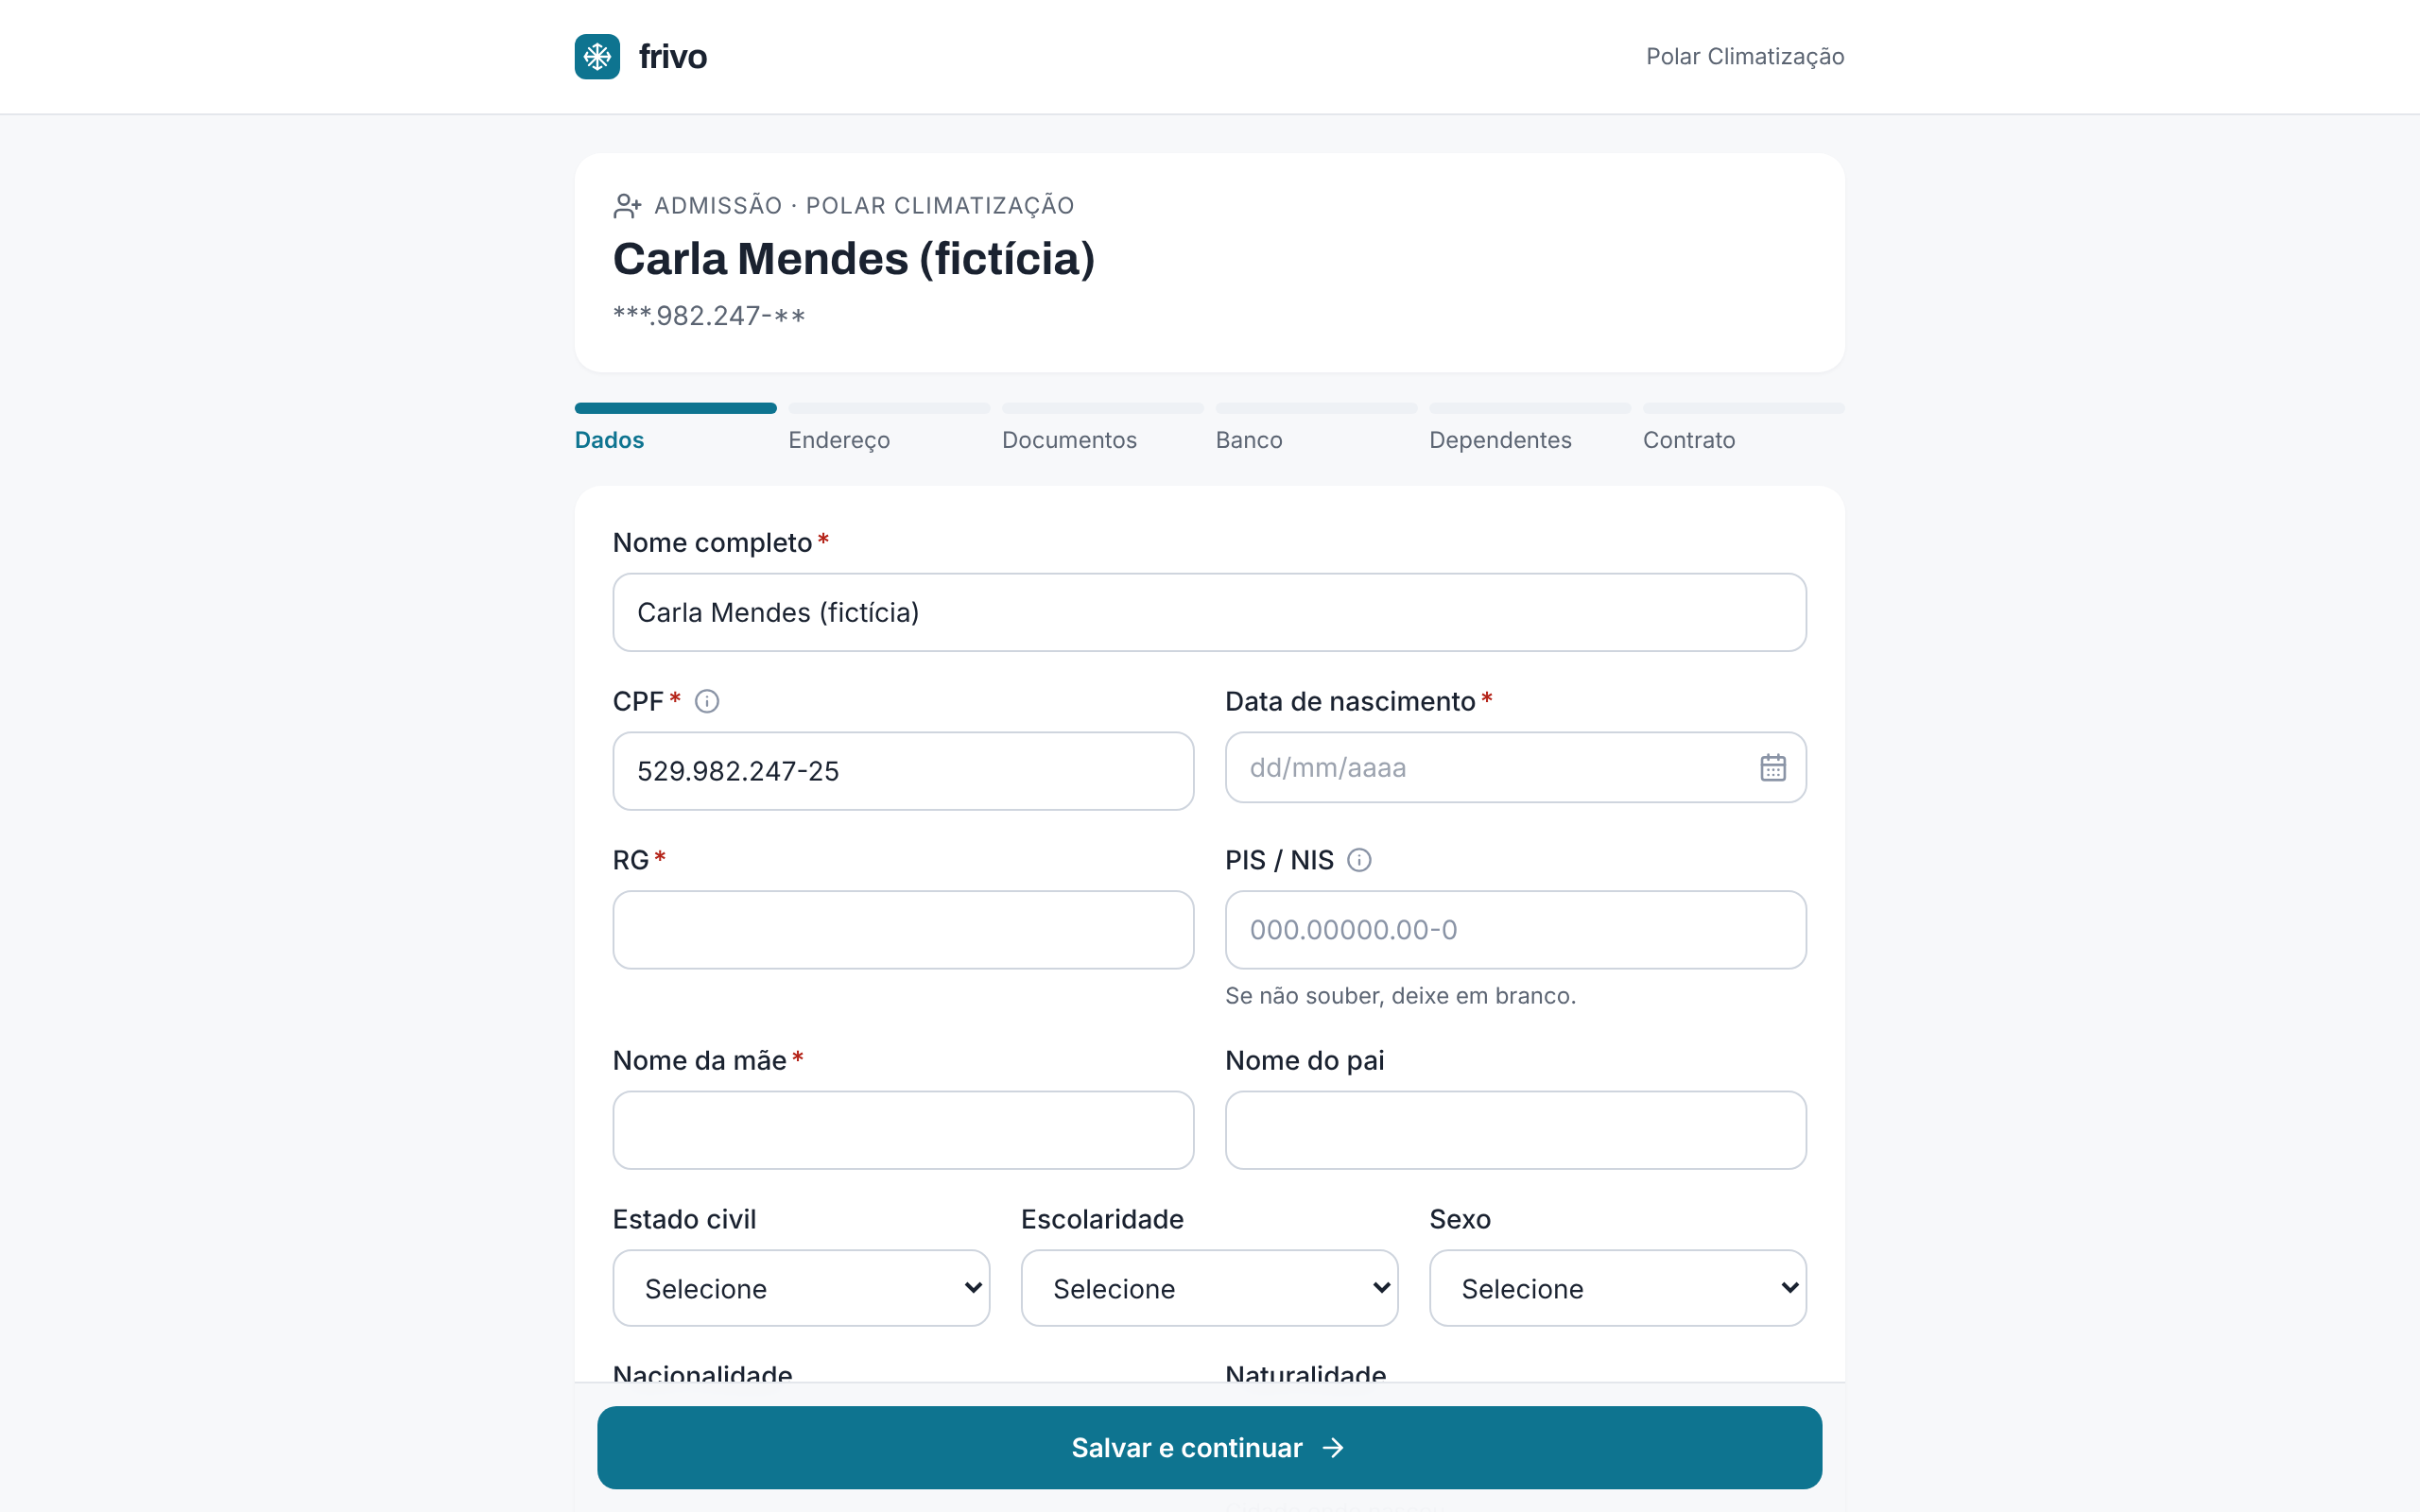 frivo
Polar Climatização
ADMISSÃO · POLAR CLIMATIZAÇÃO
Carla Mendes (fictícia)
***.982.247-**
Dados
Endereço
Documentos
Banco
Dependentes
Contrato
Nome completo*
Carla Mendes (fictícia)
CPF*
Data de nascimento*
529.982.247-25
dd/mm/aaaa
RG*
PIS / NIS
000.00000.00-0
Se não souber, deixe em branco.
Nome da mãe*
Nome do pai
Estado civil
Escolaridade
Sexo
Selecione
Selecione
Selecione
Nacionalidade
Naturalidade
Salvar e continuar